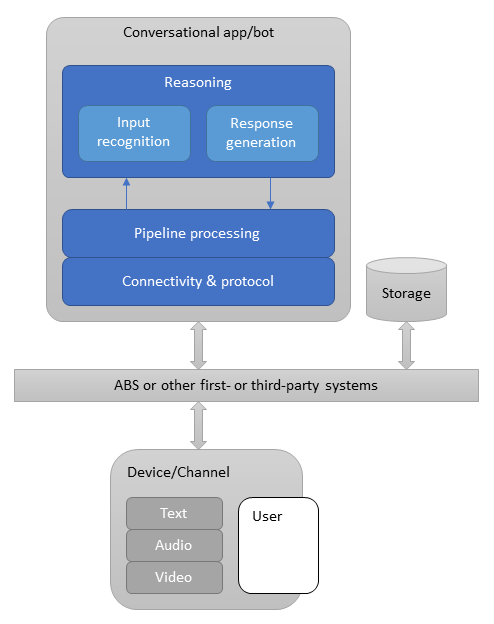 Conversational app/bot
Reasoning
Input
recognition
Response
generation
Pipeline processing
Connectivity & protocol
Storage
ABS or other first- or third-party systems
Device/Channel
Text
Audio
Video
User